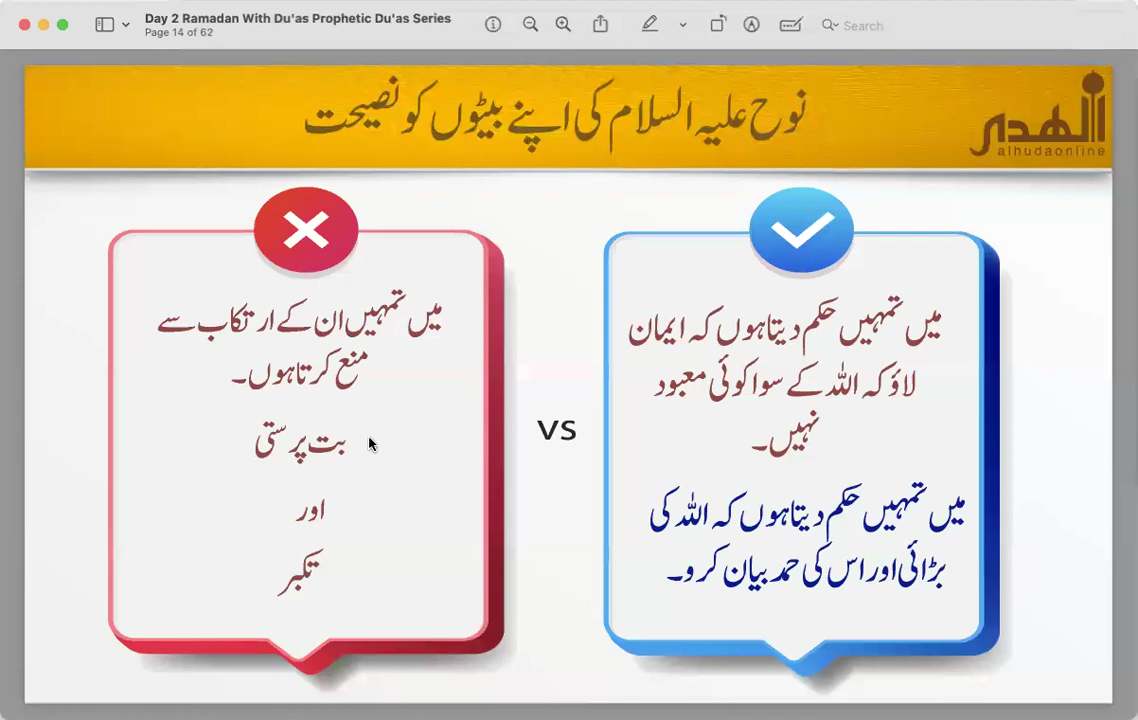 Day 2 Ramadan With Du'as Prophetic Du'as Series
Page 14 of 62
Search
نوح علیہ السلام کی اپنے بیٹوں کو نصیحت
الهدى
alhudaonline
میں تمہیں حکم دیتا ہوں کہ ایمان
لاؤ کہ اللہ کے سوا کوئی معبود
نہیں۔
میں تمہیں حکم دیتا ہوں کہ اللہ کی
بڑائی اور اس کی حمد بیان کرو۔
vs
میں تمہیں ان کے ارتکاب سے
منع کرتا ہوں۔
بت پرستی
اور
تکبر